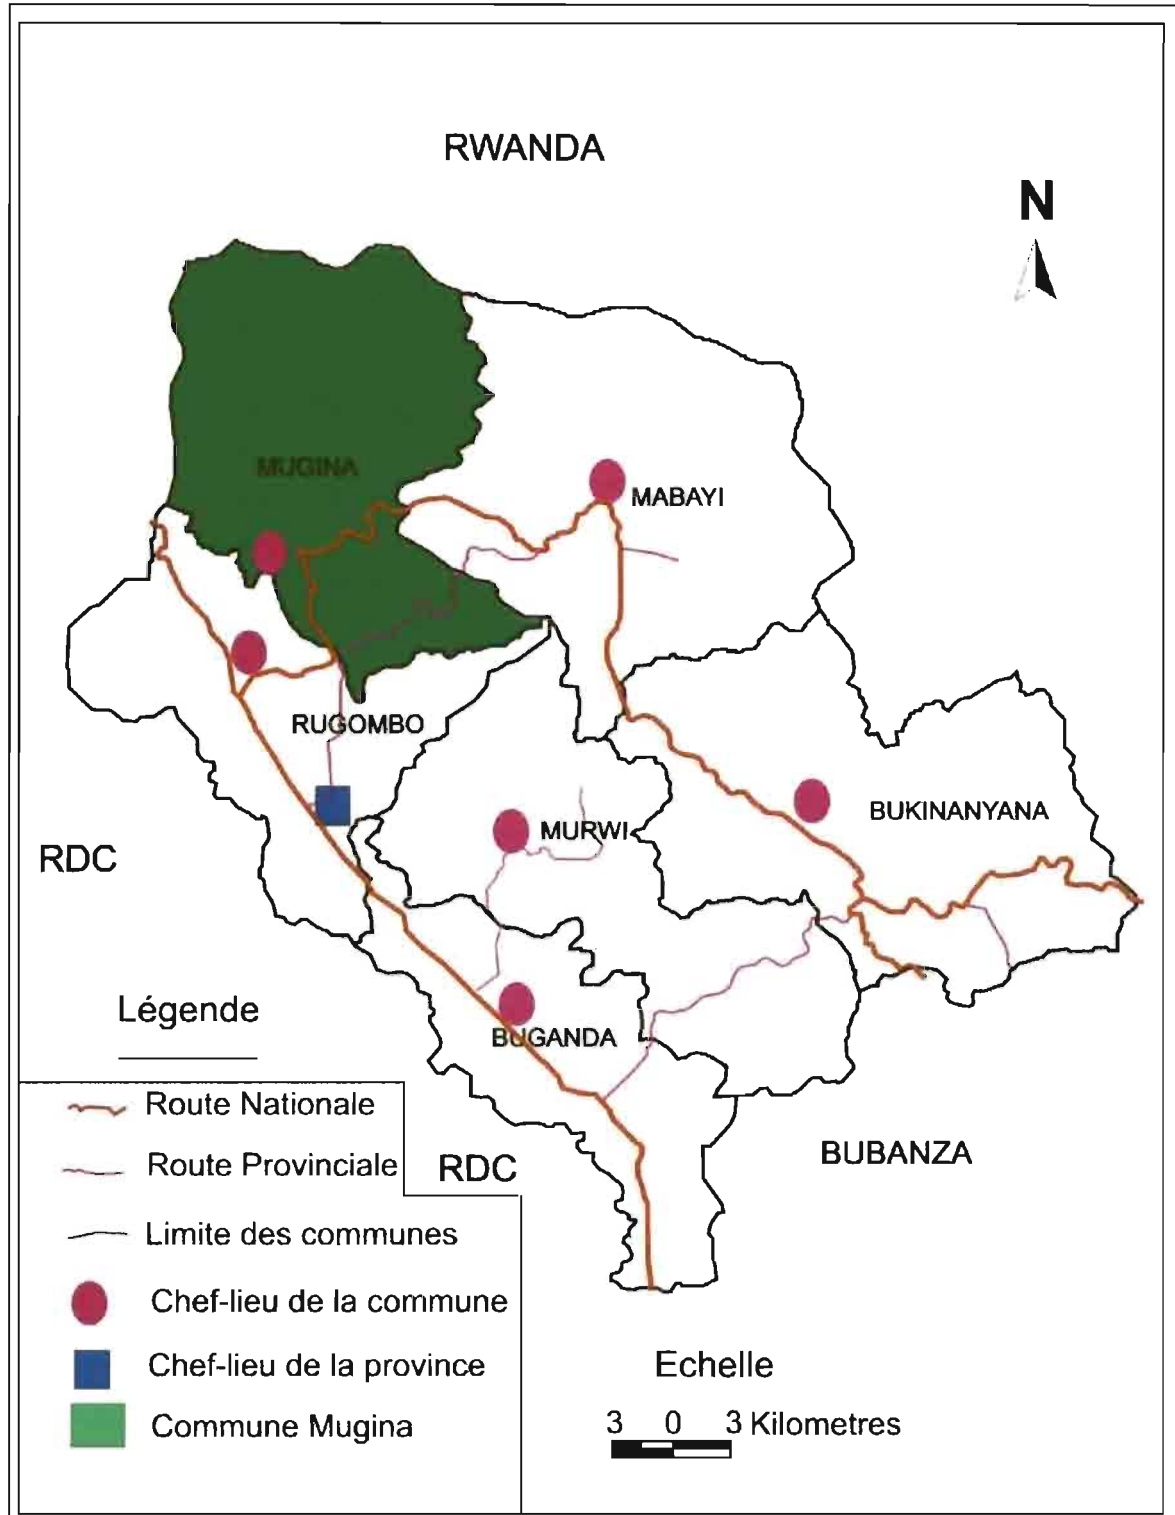 RWANDA
N
MUGINA
MABAYI
RUGOMBO
BUKINANYANA
MURWI
RDC
Légende
BUGANDA
Route Nationale
Route Provinciale
RDC
BUBANZA
Limite des communes
Chef-lieu de la commune
Chef-lieu de la province
Commune Mugina
Echelle
3 0 3 Kilometres